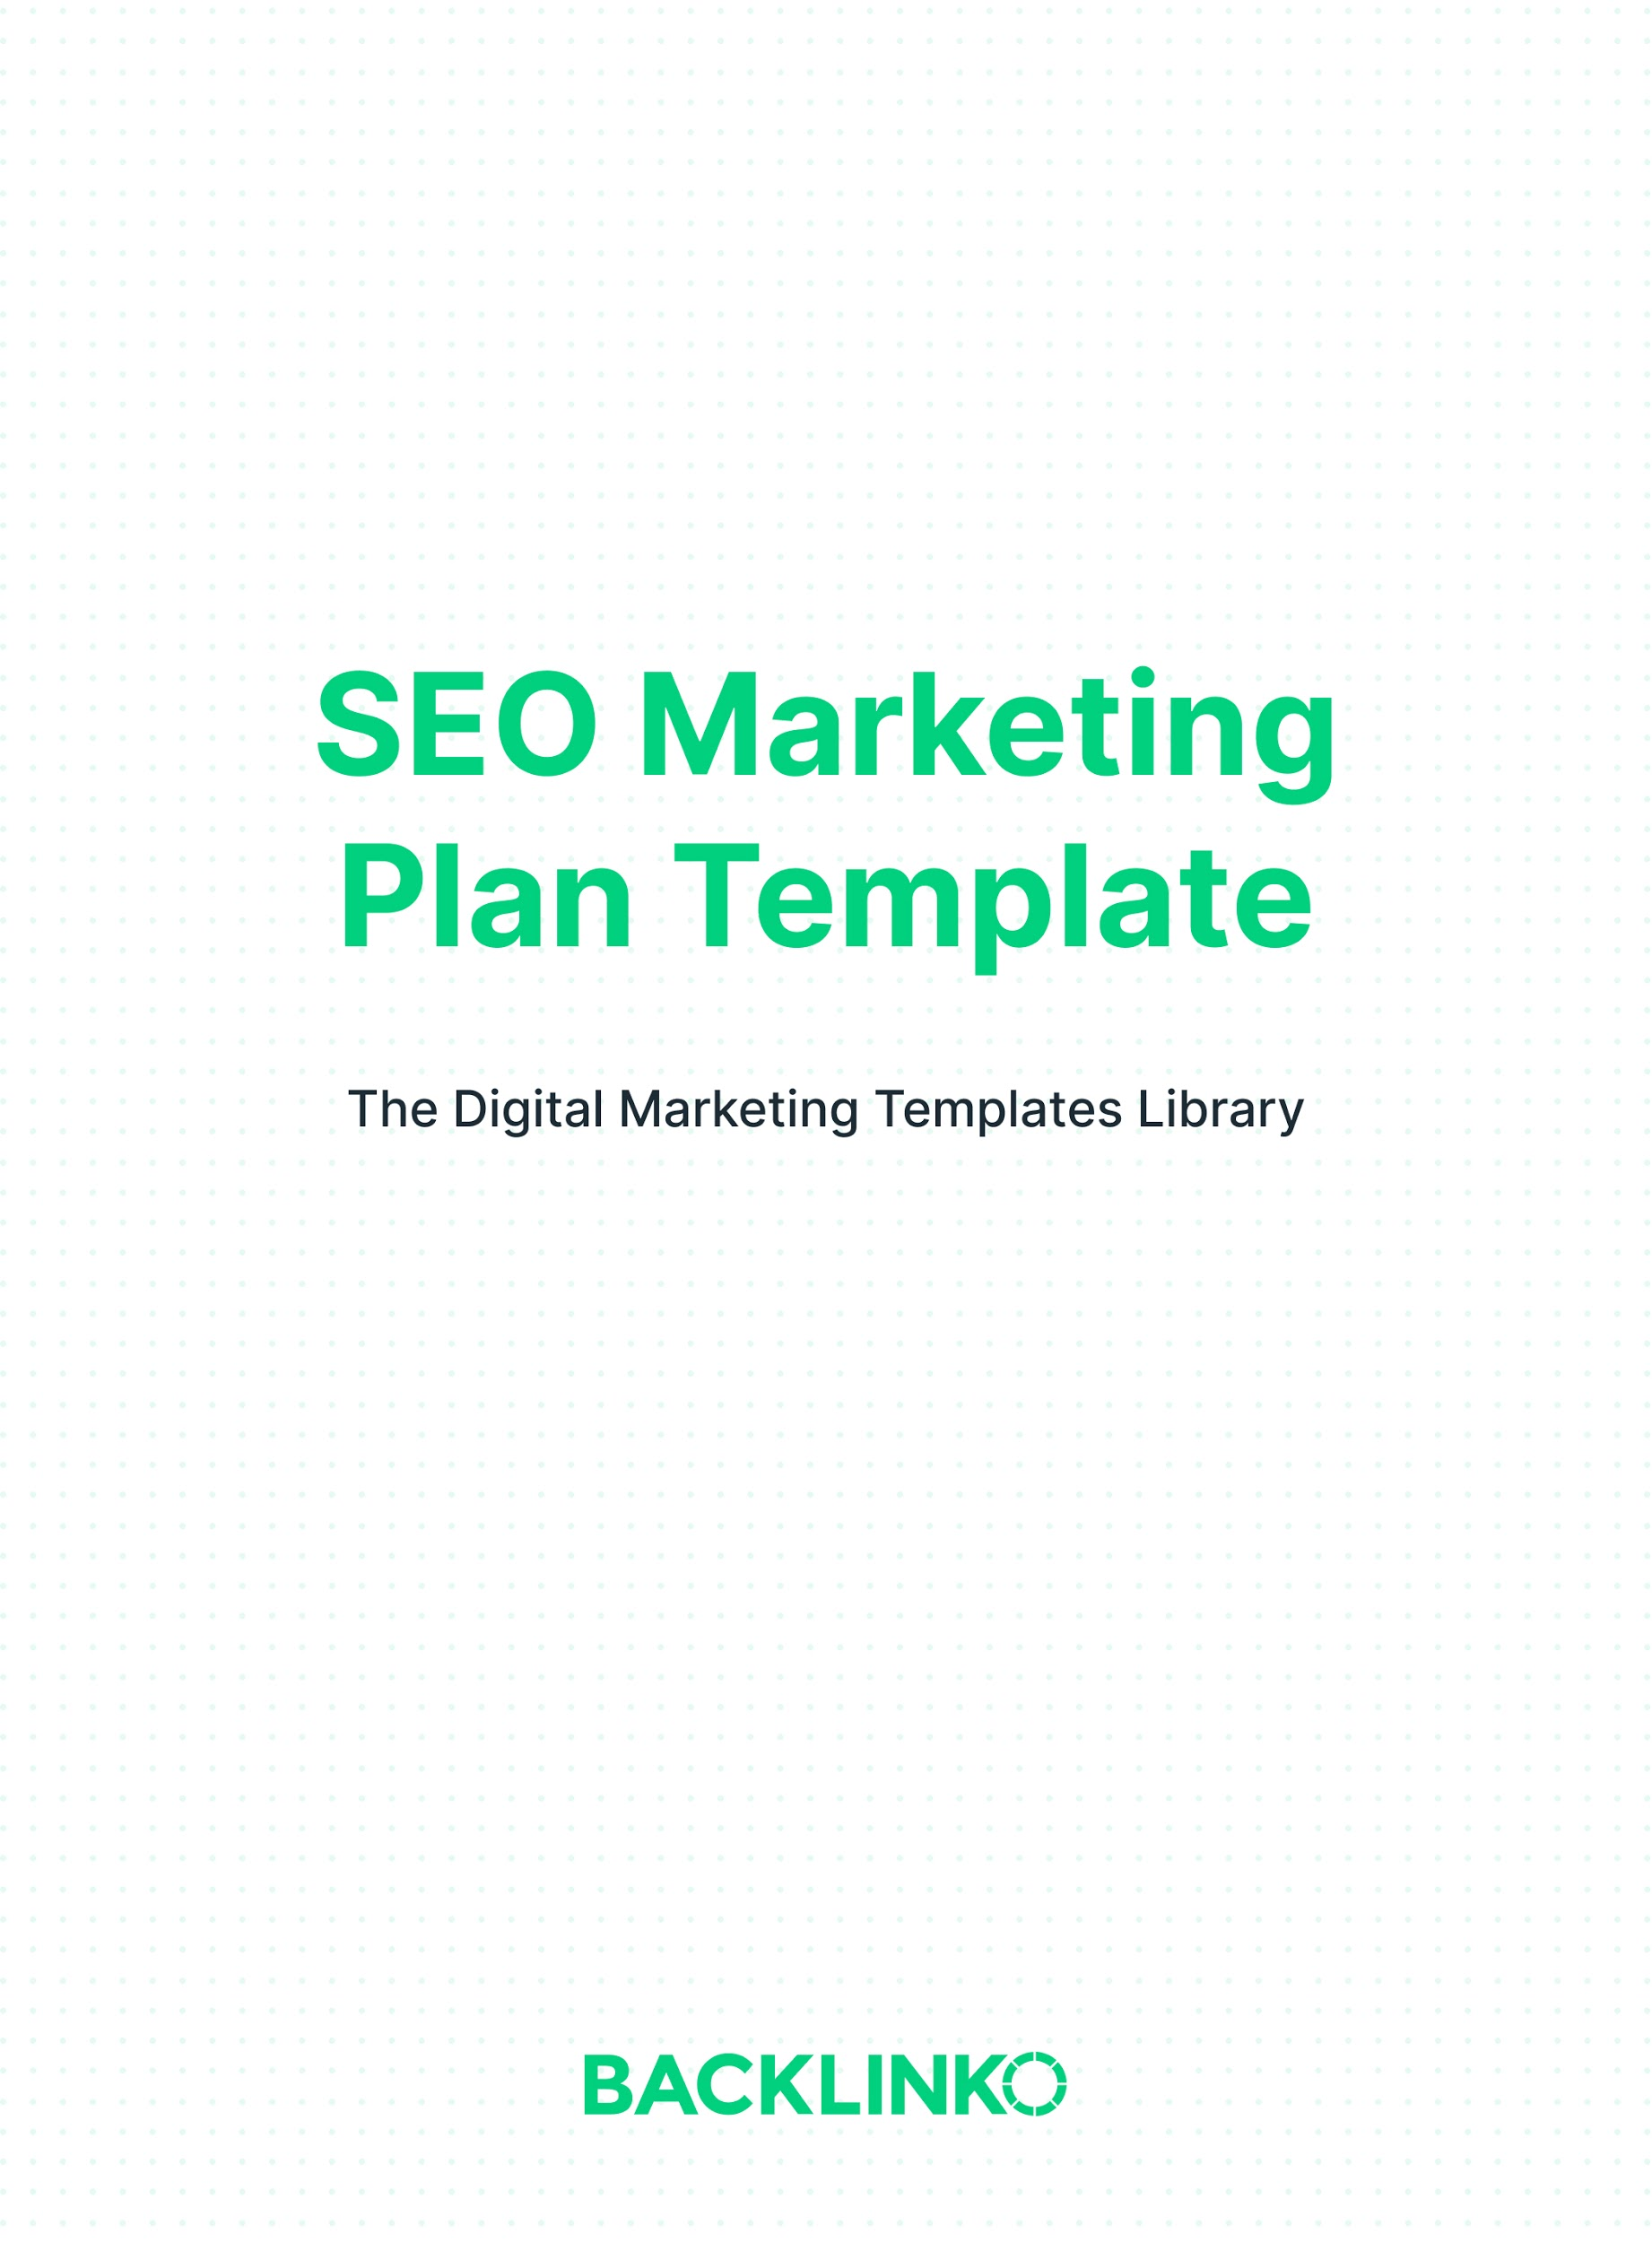 SEO Marketing
Plan Template
The Digital Marketing Templates Library
BACKLINKO